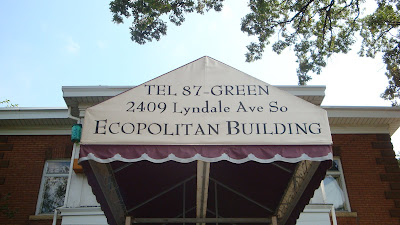 TEL 87-GREEN
2409 Lyndale Ave So
ECOPOLITAN BUILDING